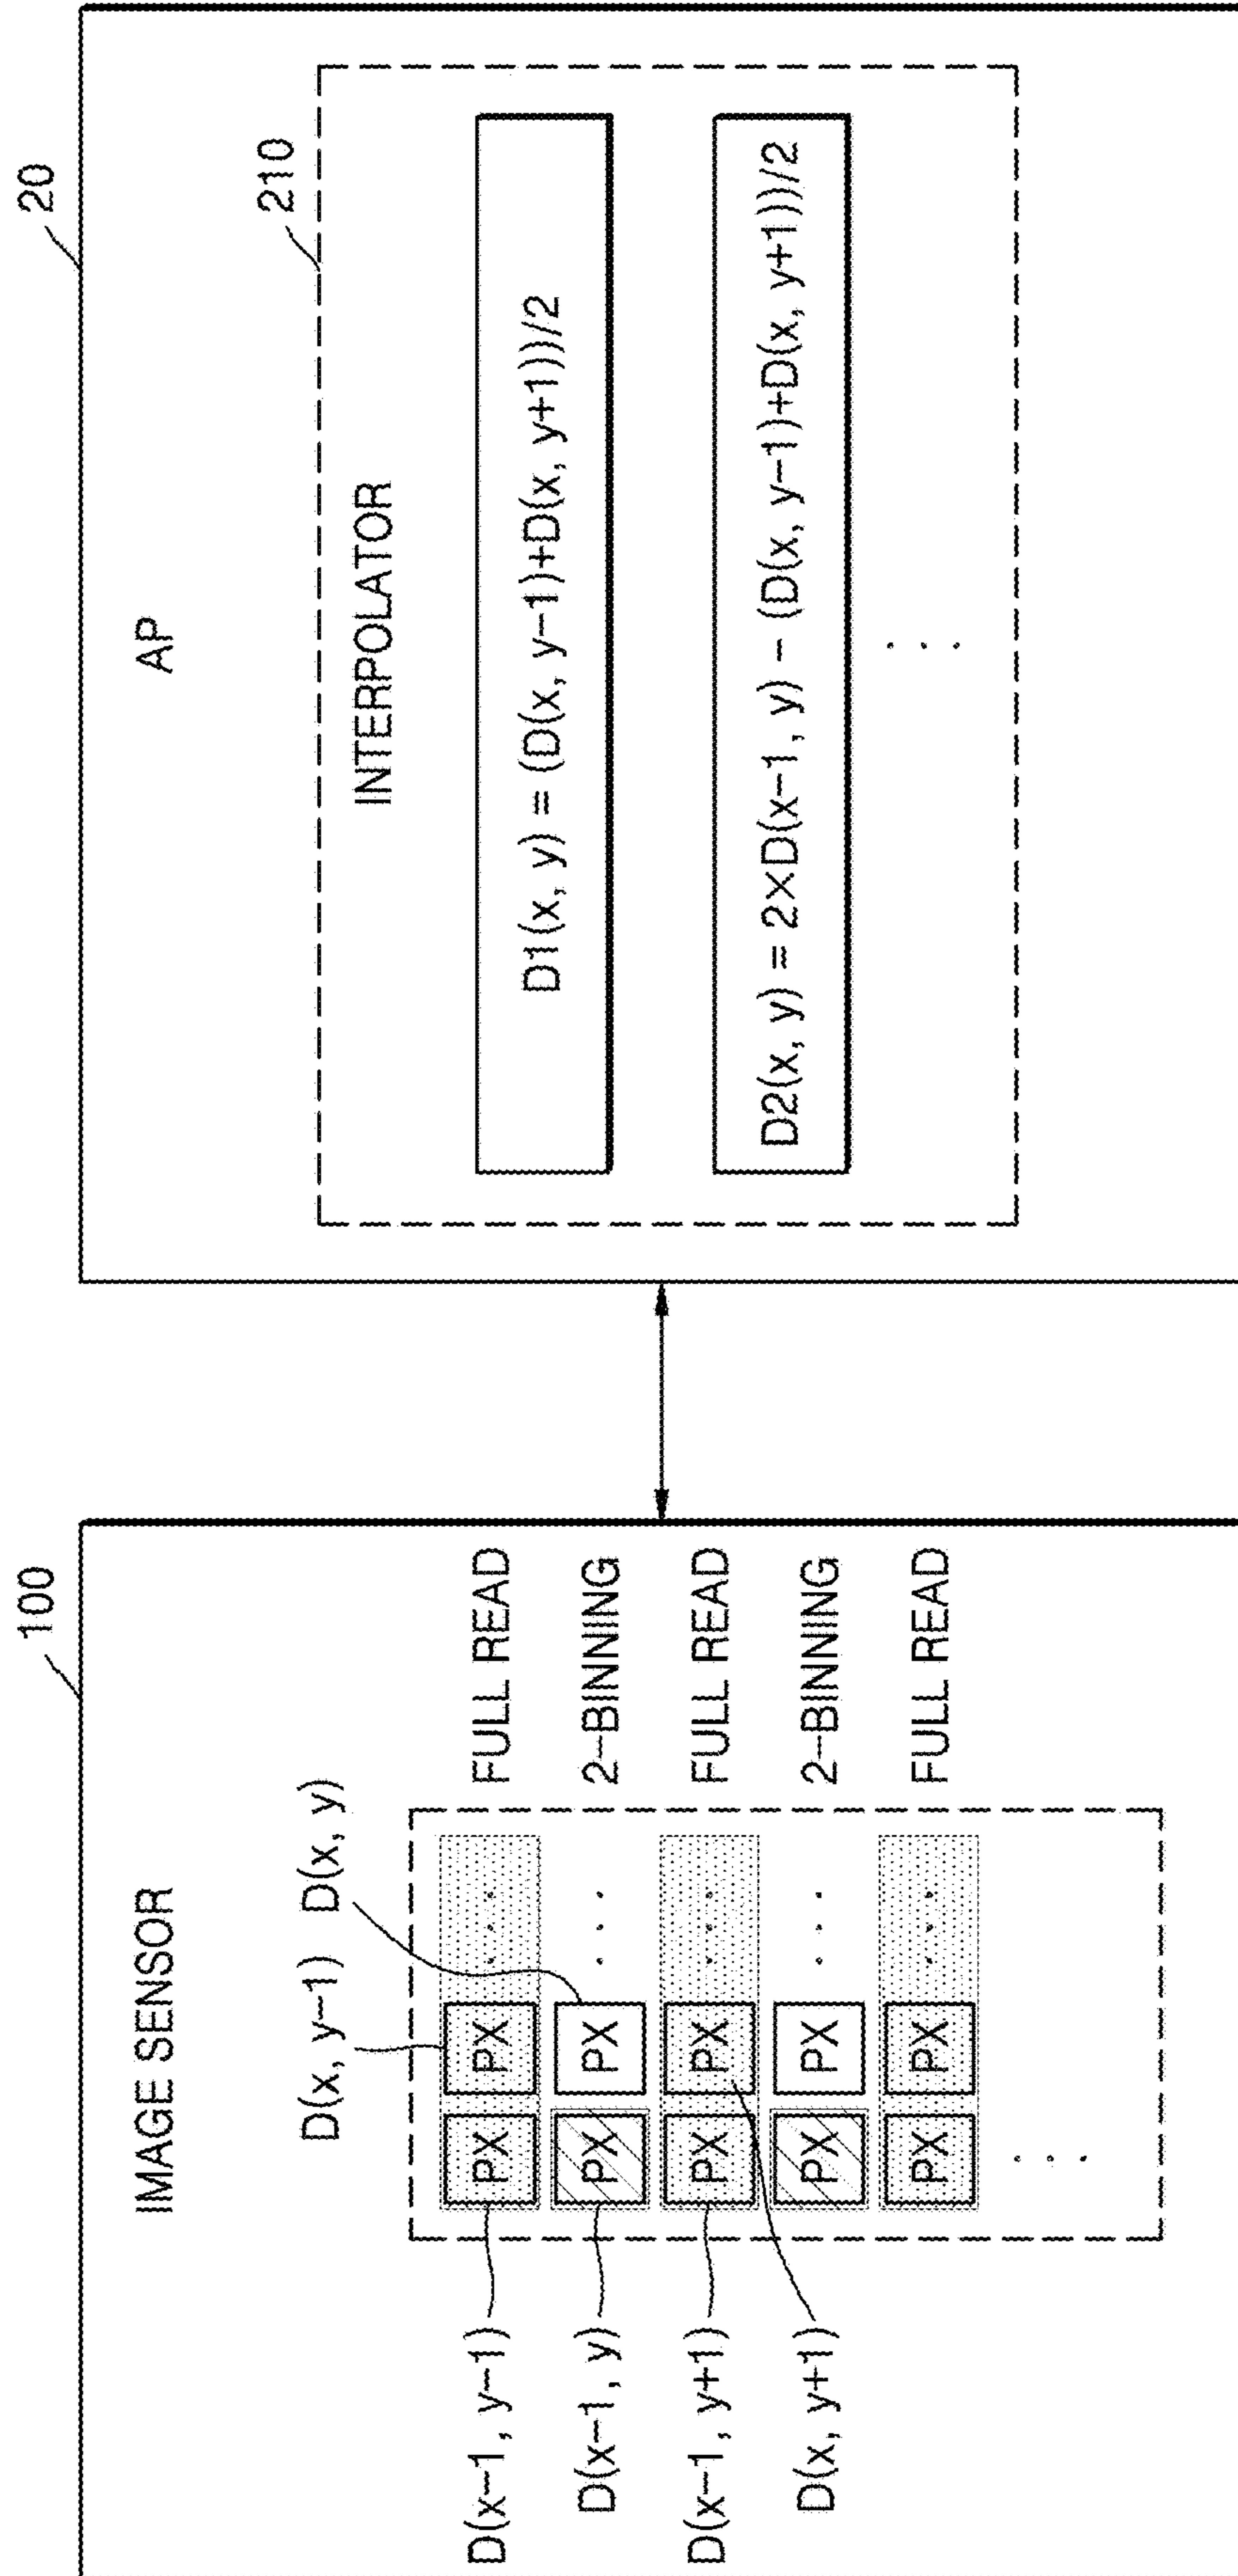 100
IMAGE SENSOR
D(x, y−1) D(x, y)
D(x−1, y−1)
PX PX . . . FULL READ
D(x−1, y)
PX PX . . . 2−BINNING
D(x−1, y+1)
PX PX . . . FULL READ
D(x, y+1)
PX PX . . . 2−BINNING
PX PX . . . FULL READ
. . .
20
AP
210
INTERPOLATOR
D1(x, y) = (D(x, y−1)+D(x, y+1))/2
D2(x, y) = 2×D(x−1, y) − (D(x, y−1)+D(x, y+1))/2
. . .